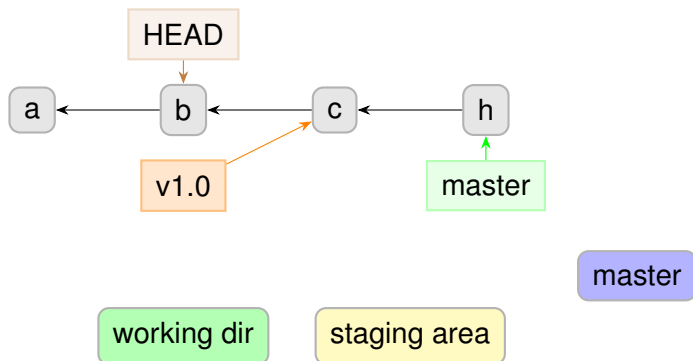 HEAD
a
b
c
h
v1.0
master
master
working dir
staging area